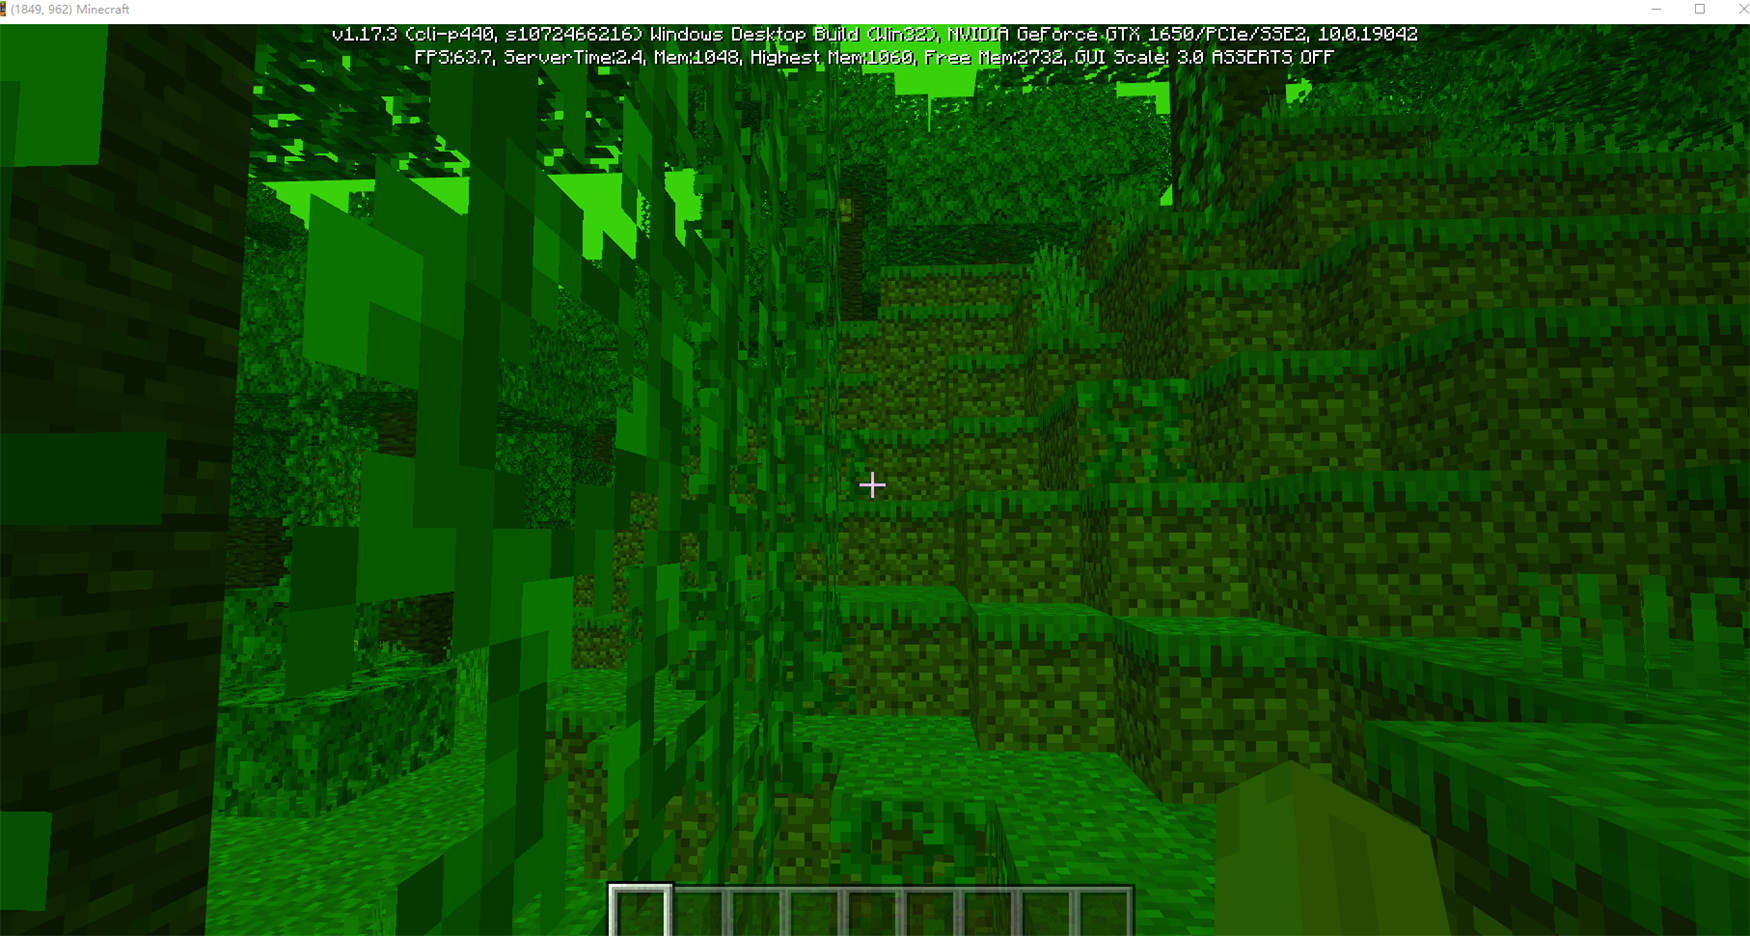 (1849, 962) Minecraft
v1.17.3 (cli-p440, s1072466216) Windows Desktop Build (Win32), NVIDIA GeForce GTX 1650/PCIe/SSE2, 10.0.19042
FPS:63.7, ServerTime:2.4, Mem:1048, Highest Mem:1060, Free Mem:2732, GUI Scale: 3.0 ASSERTS OFF